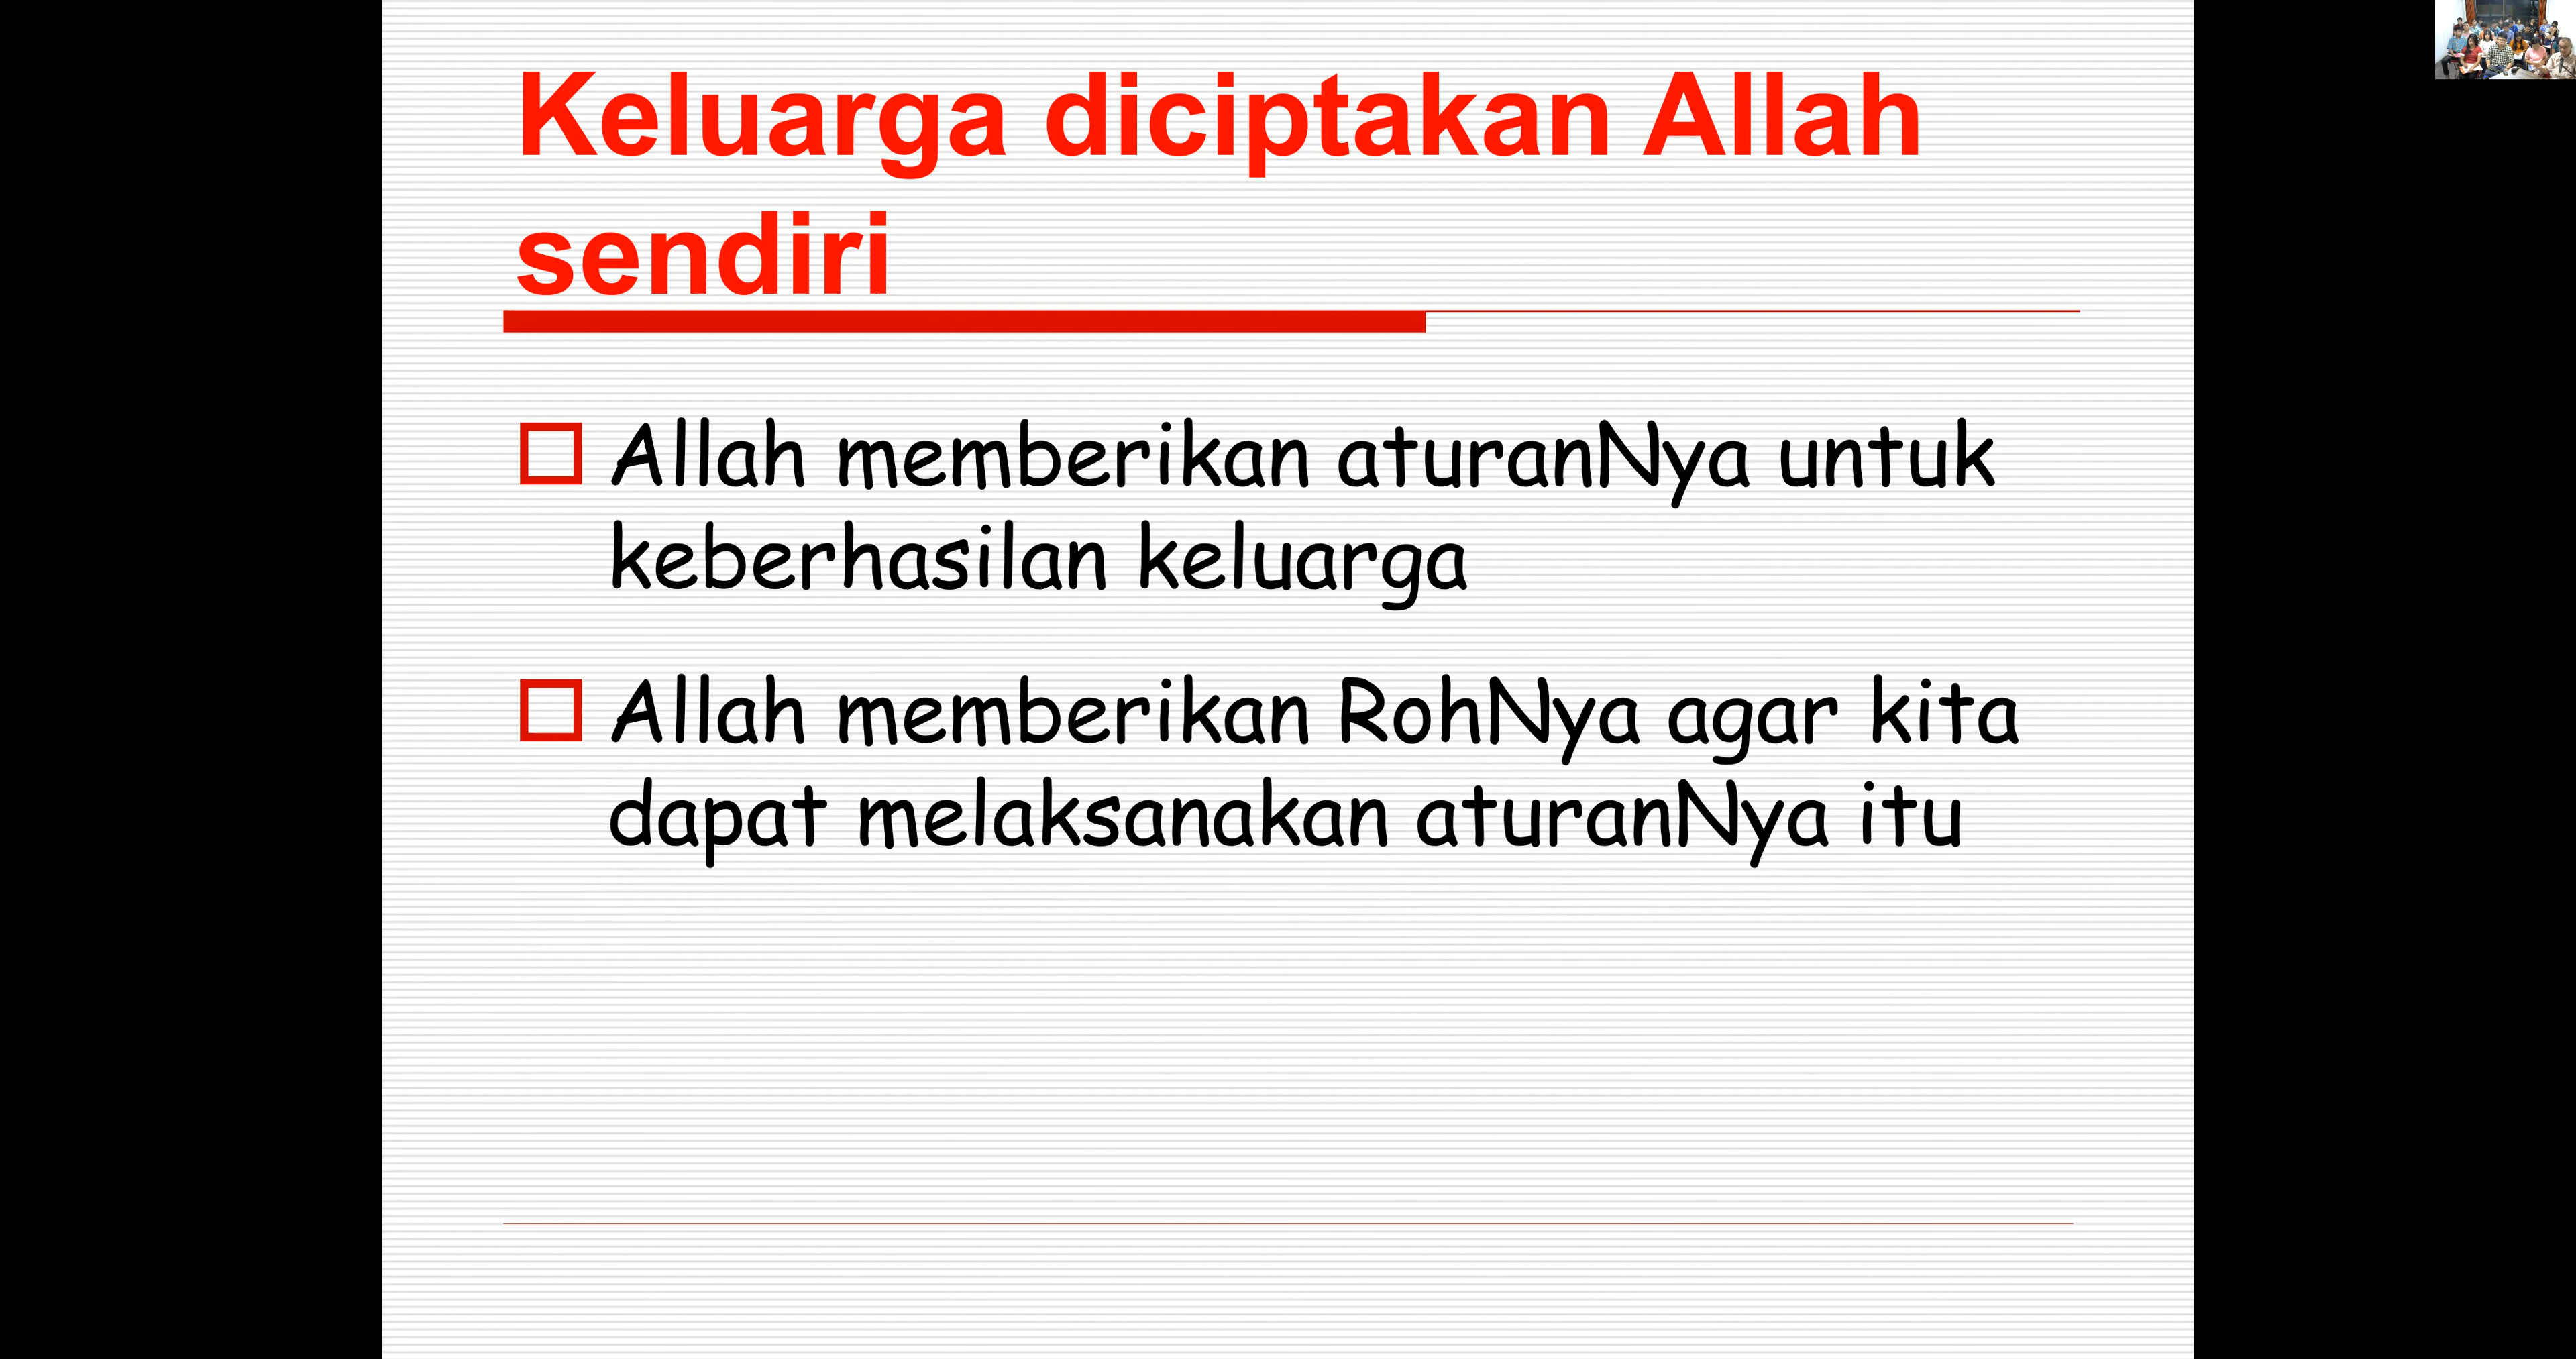 Keluarga diciptakan Allah
sendiri
Allah memberikan aturanNya untuk
keberhasilan keluarga
Allah memberikan RohNya agar kita
dapat melaksanakan aturanNya itu